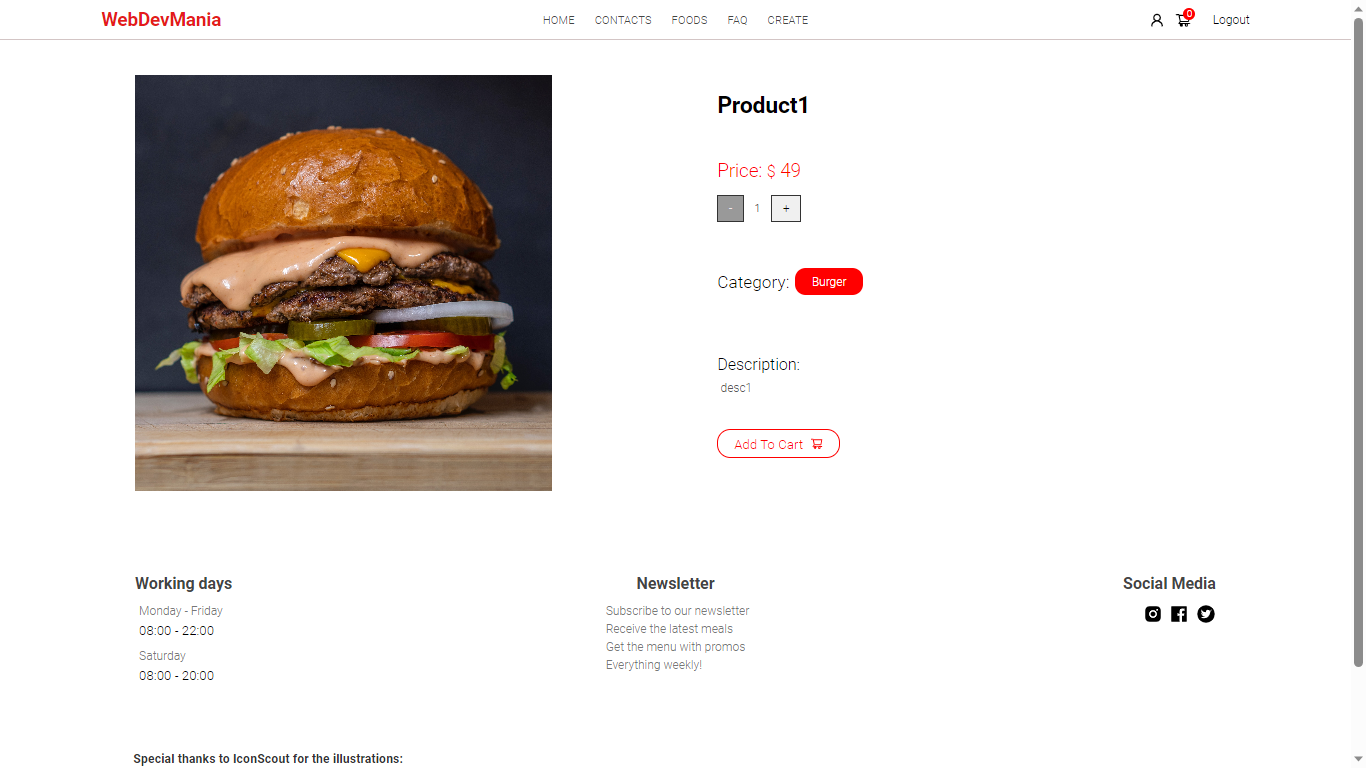 WebDevMania
HOME CONTACTS FOODS FAQ CREATE
0
Logout
Product1
Price: $ 49
- 1 +
Category: Burger
Description:
desc1
Add To Cart
Working days
Monday - Friday
08:00 - 22:00
Saturday
08:00 - 20:00
Newsletter
Subscribe to our newsletter
Receive the latest meals
Get the menu with promos
Everything weekly!
Social Media
Special thanks to IconScout for the illustrations: